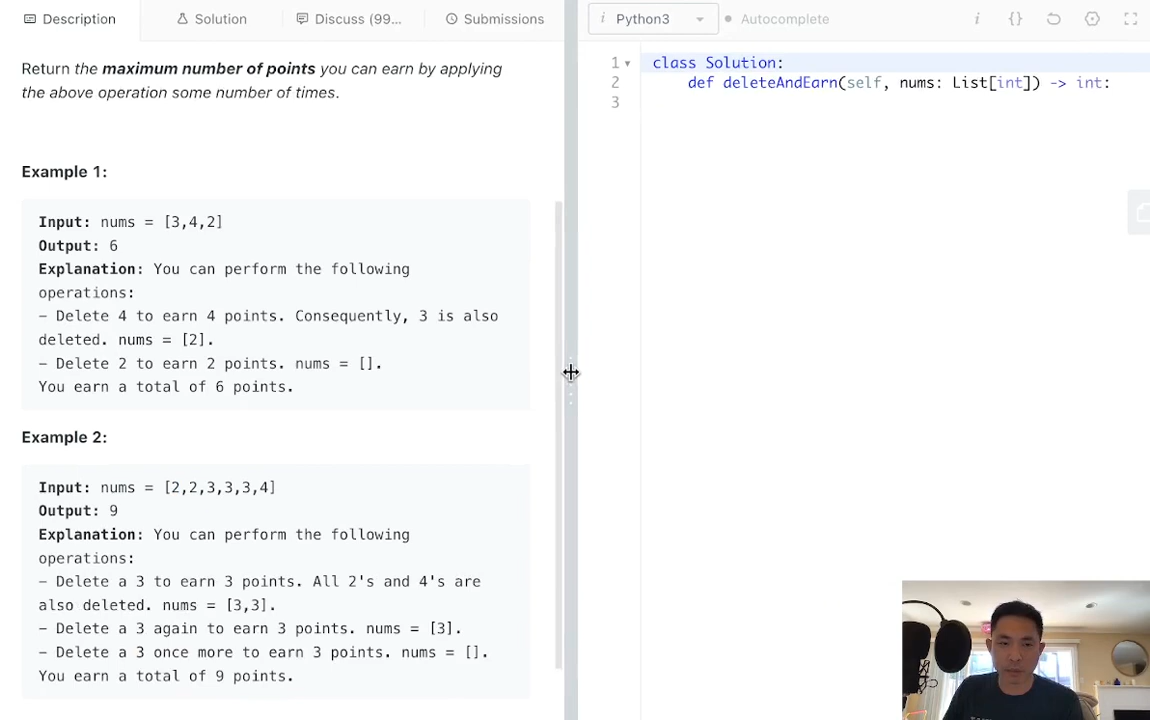 Description
Solution
Discuss (99...
Submissions
i Python3
Autocomplete
Return the maximum number of points you can earn by applying
the above operation some number of times.
Example 1:
Input: nums = [3,4,2]
Output: 6
Explanation: You can perform the following
operations:
- Delete 4 to earn 4 points. Consequently, 3 is also
deleted. nums = [2].
- Delete 2 to earn 2 points. nums = [].
You earn a total of 6 points.
Example 2:
Input: nums = [2,2,3,3,3,4]
Output: 9
Explanation: You can perform the following
operations:
- Delete a 3 to earn 3 points. All 2's and 4's are
also deleted. nums = [3,3].
- Delete a 3 again to earn 3 points. nums = [3].
- Delete a 3 once more to earn 3 points. nums = [].
You earn a total of 9 points.
1 class Solution:
2 def deleteAndEarn(self, nums: List[int]) -> int:
3